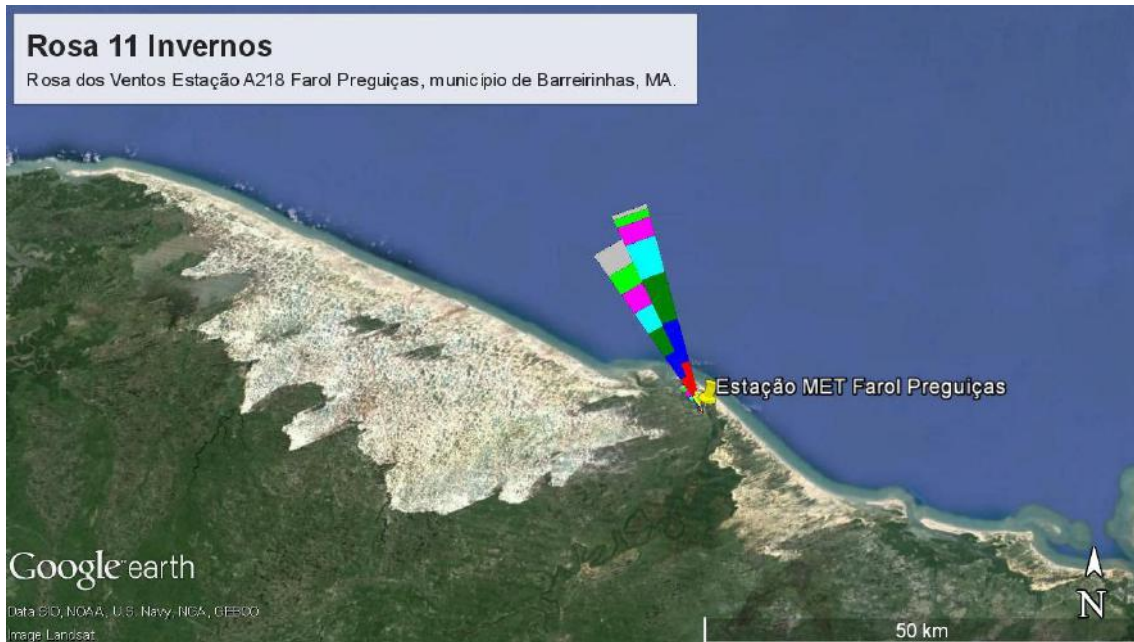 Rosa 11 Invernos
Rosa dos Ventos Estação A218 Farol Preguiças, município de Barreirinhas, MA.
Estação MET Farol Preguiças
Google earth
Data SIO, NOAA, U.S. Navy, NGA, GEBCO
Image Landsat
50 km
N